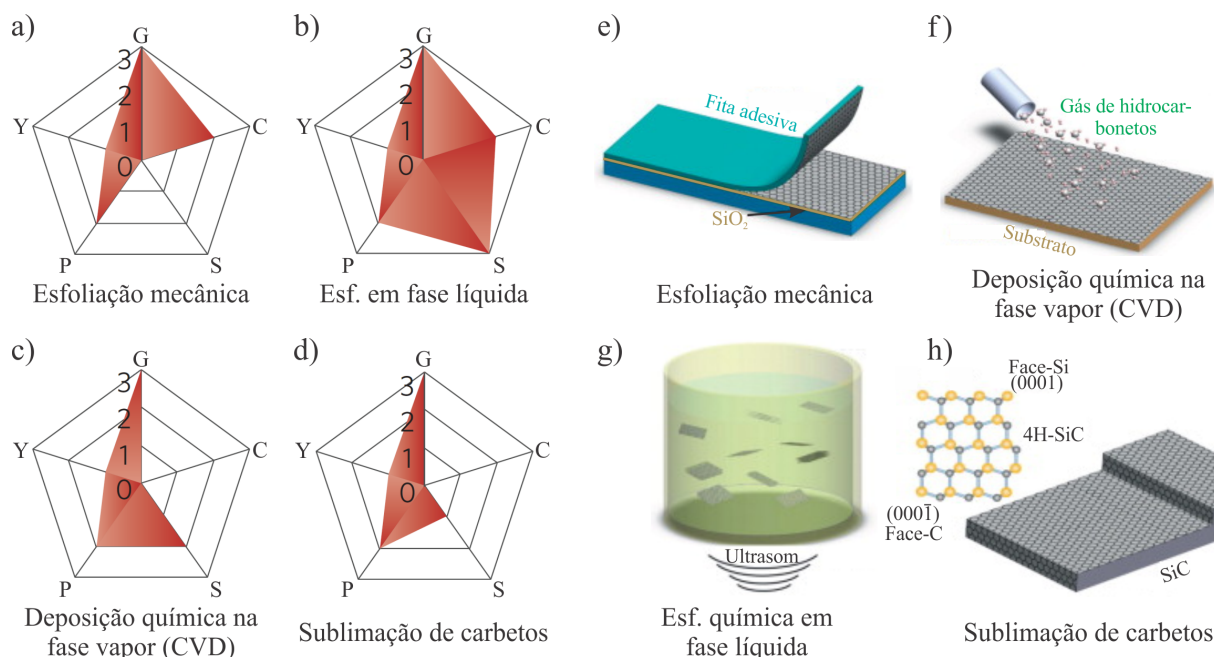 a)
G
3
2
1
0
Y
C
P
S
Esfoliação mecânica
b)
G
3
2
1
0
Y
C
P
S
Esf. em fase líquida
c)
G
3
2
1
0
Y
C
P
S
Deposição química na
fase vapor (CVD)
d)
G
3
2
1
0
Y
C
P
S
Sublimação de carbetos
e)
Fita adesiva
SiO₂
Esfoliação mecânica
f)
Gás de hidrocar-
bonetos
Substrato
Deposição química na
fase vapor (CVD)
g)
Ultrasom
Esf. química em
fase líquida
h)
Face-Si
(0001)
4H-SiC
(0001̅)
Face-C
SiC
Sublimação de carbetos